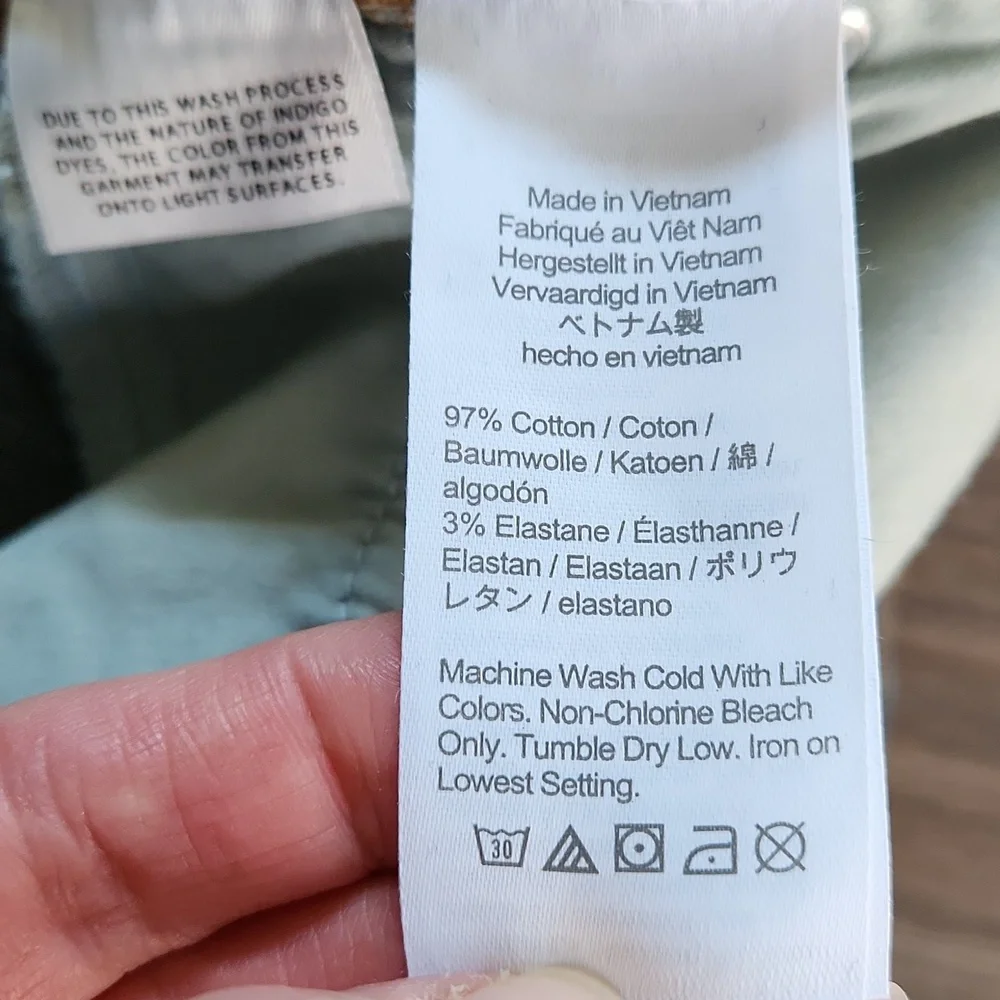 DUE TO THIS WASH PROCESS
AND THE NATURE OF INDIGO
DYES, THE COLOR FROM THIS
GARMENT MAY TRANSFER
ONTO LIGHT SURFACES.
Made in Vietnam
Fabriqué au Viêt Nam
Hergestellt in Vietnam
Vervaardigd in Vietnam
ベトナム製
hecho en vietnam
97% Cotton / Coton /
Baumwolle / Katoen / 綿 /
algodón
3% Elastane / Élasthanne /
Elastan / Elastaan / ポリウ
レタン / elastano
Machine Wash Cold With Like
Colors. Non-Chlorine Bleach
Only. Tumble Dry Low. Iron on
Lowest Setting.
30